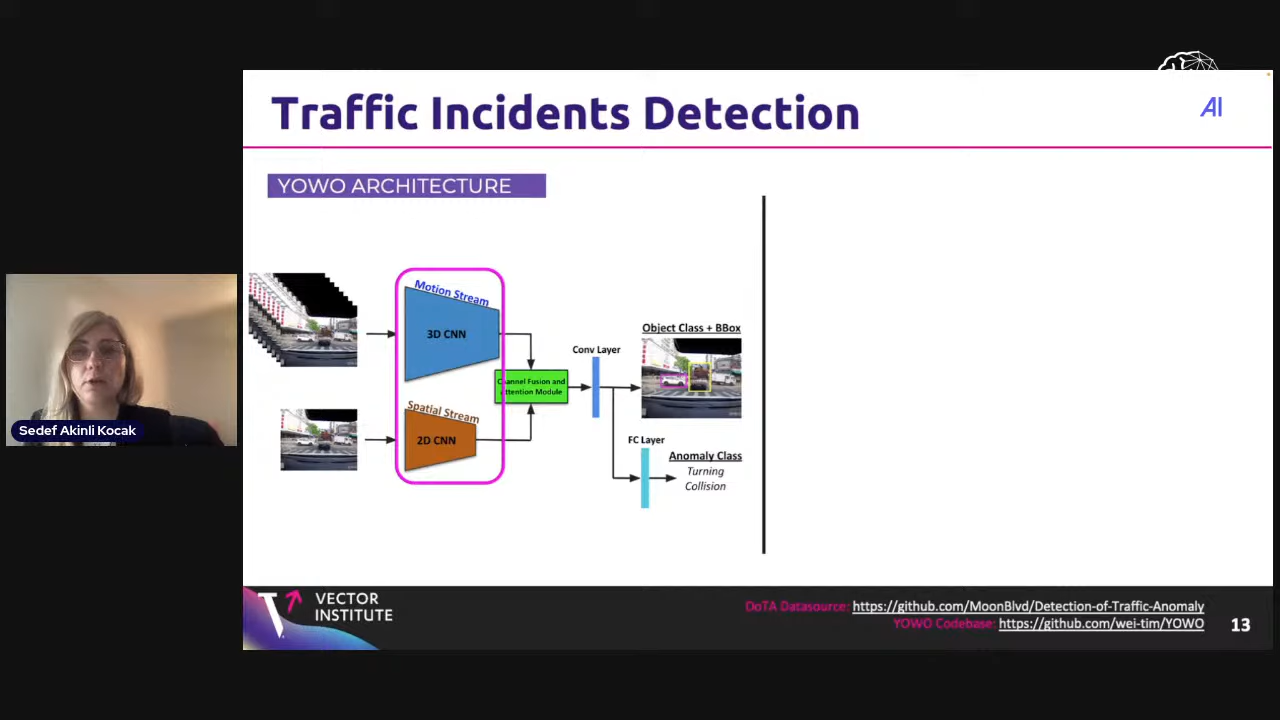 Traffic Incidents Detection
AI
YOWO ARCHITECTURE
Motion Stream
3D CNN
Channel Fusion and
Attention Module
Spatial Stream
2D CNN
Conv Layer
Object Class + BBox
FC Layer
Anomaly Class
Turning
Collision
Sedef Akinli Kocak
VECTOR
INSTITUTE
DoTA Datasource: https://github.com/MoonBlvd/Detection-of-Traffic-Anomaly
YOWO Codebase: https://github.com/wei-tim/YOWO
13